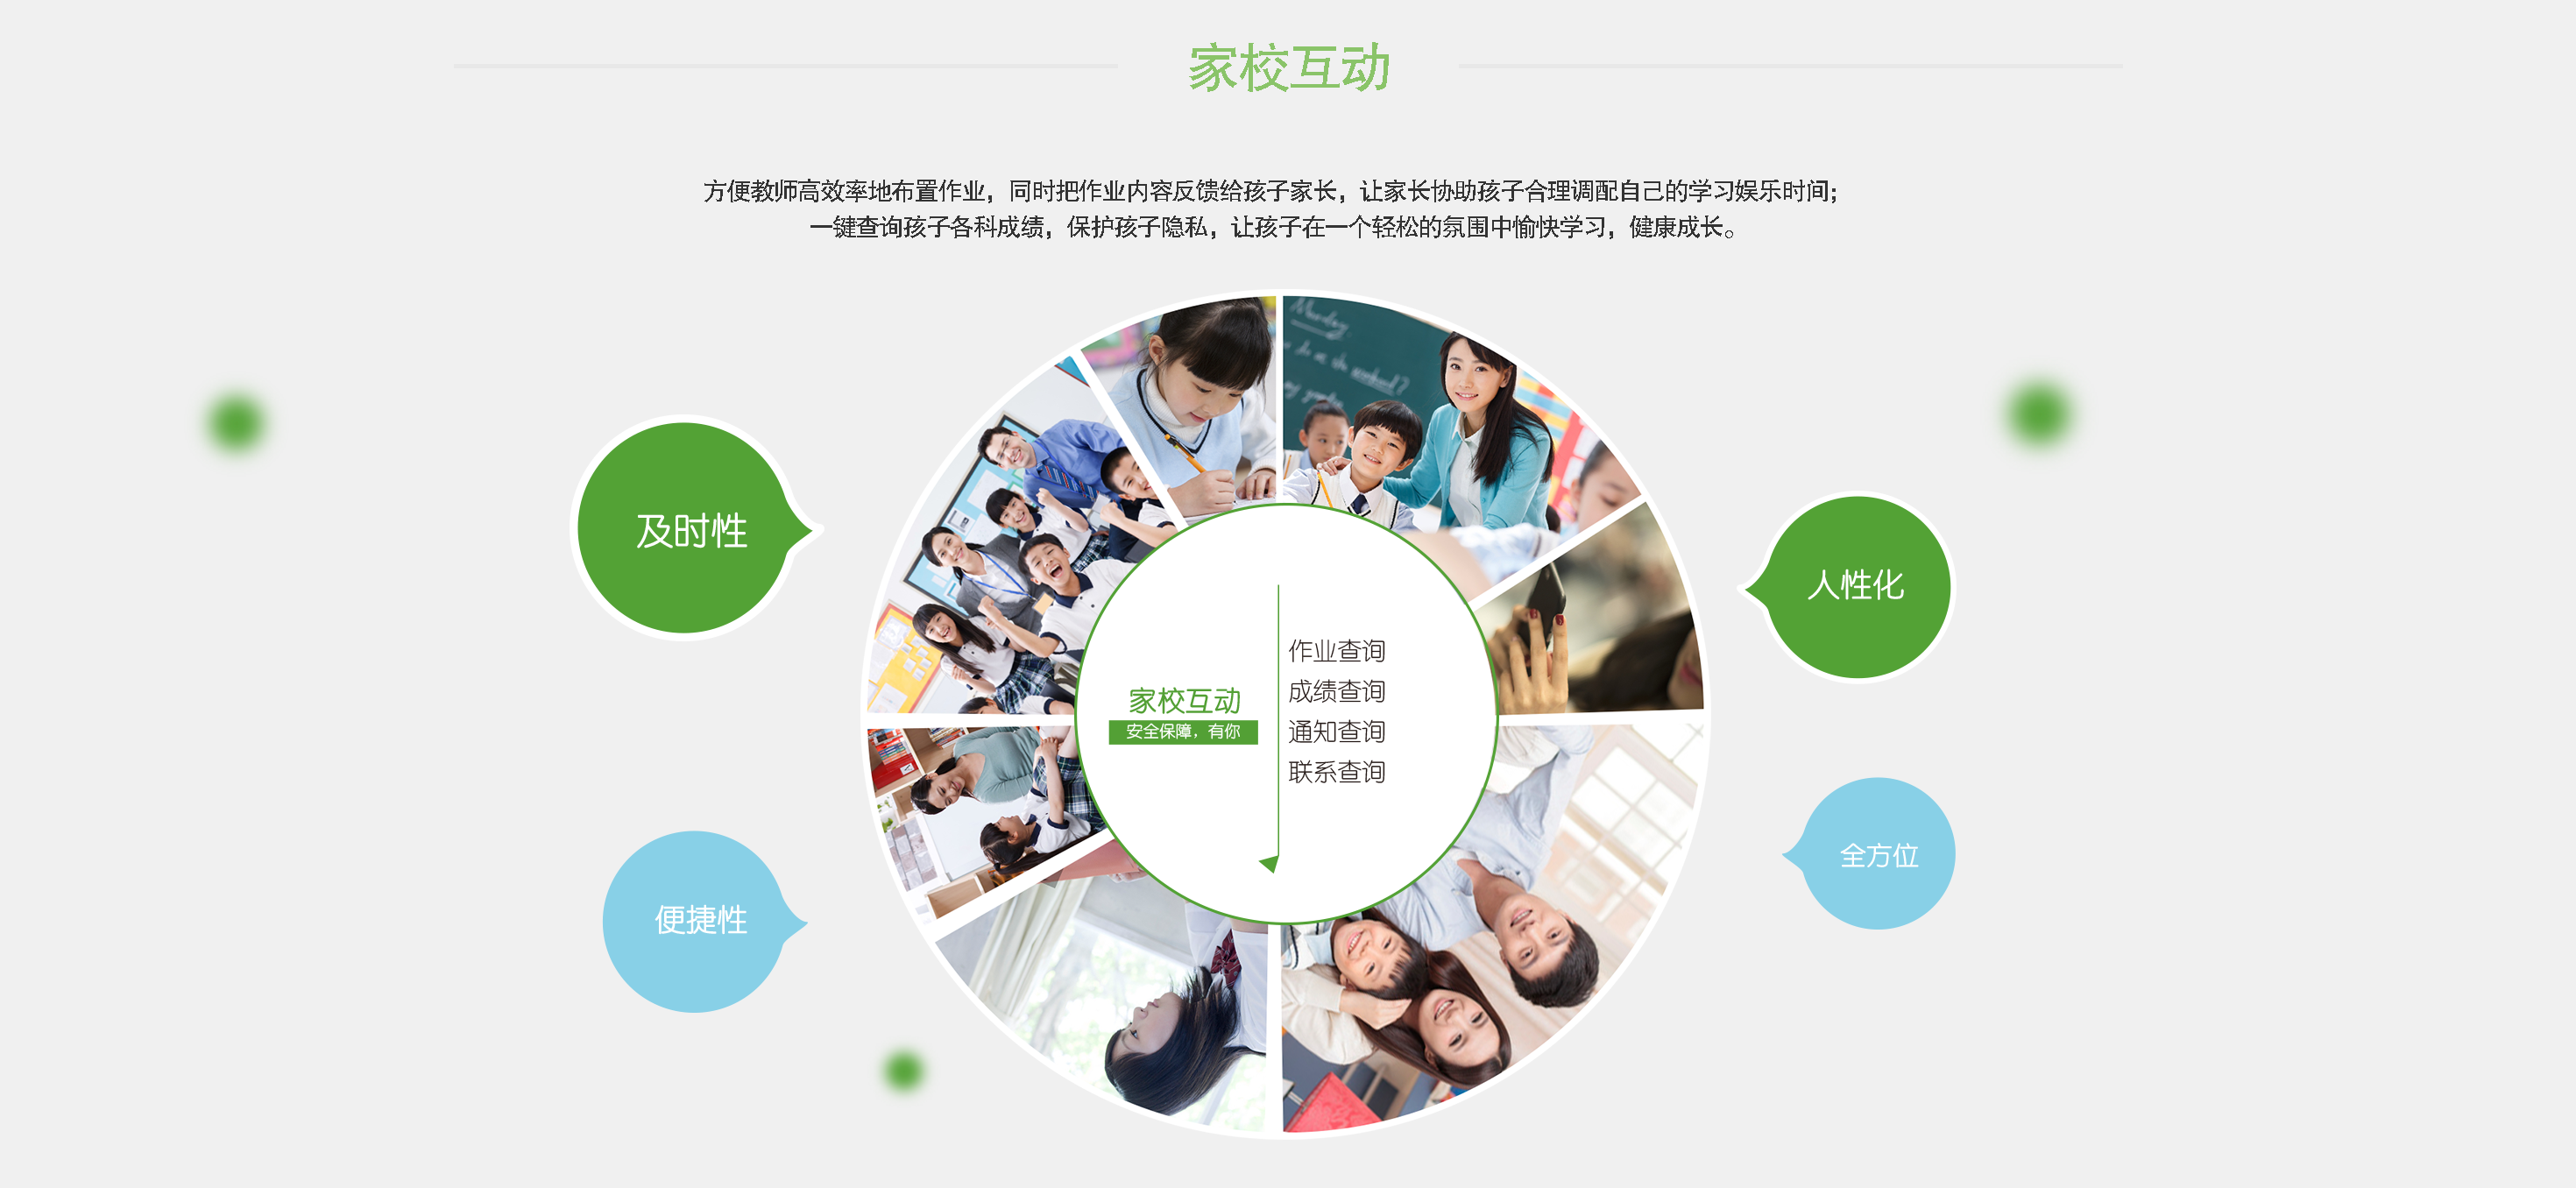 家校互动
方便教师高效率地布置作业，同时把作业内容反馈给孩子家长，让家长协助孩子合理调配自己的学习娱乐时间；
一键查询孩子各科成绩，保护孩子隐私，让孩子在一个轻松的氛围中愉快学习，健康成长。
Monday
及时性
人性化
家校互动
安全保障，有你
作业查询
成绩查询
通知查询
联系查询
全方位
便捷性